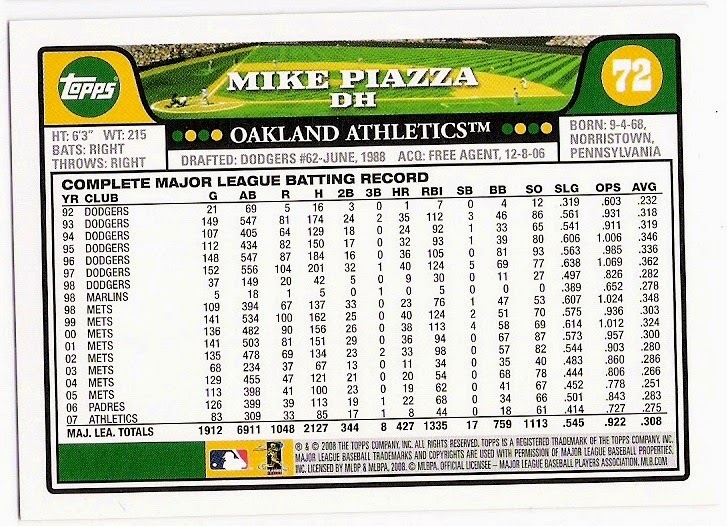 Topps
MIKE PIAZZA
DH
72
OAKLAND ATHLETICS™
HT: 6'3" WT: 215
BATS: RIGHT
THROWS: RIGHT
DRAFTED: DODGERS #62-JUNE, 1988 ACQ: FREE AGENT, 12-8-06
BORN: 9-4-68,
NORRISTOWN,
PENNSYLVANIA
COMPLETE MAJOR LEAGUE BATTING RECORD
YR CLUB G AB R H 2B 3B HR RBI SB BB SO SLG OPS AVG
92 DODGERS 21 69 5 16 3 0 1 7 0 4 12 .319 .603 .232
93 DODGERS 149 547 81 174 24 2 35 112 3 46 86 .561 .931 .318
94 DODGERS 107 405 64 129 18 0 24 92 1 33 65 .541 .911 .319
95 DODGERS 112 434 82 150 17 0 32 93 1 39 80 .606 1.006 .346
96 DODGERS 148 547 87 184 16 0 36 105 0 81 93 .563 .985 .336
97 DODGERS 152 556 104 201 32 1 40 124 5 69 77 .638 1.069 .362
98 DODGERS 37 149 20 42 5 0 9 30 0 11 27 .497 .826 .282
98 MARLINS 5 18 1 5 0 1 0 5 0 0 0 .389 .652 .278
98 METS 109 394 67 137 33 0 23 76 1 47 53 .607 1.024 .348
99 METS 141 534 100 162 25 0 40 124 2 51 70 .575 .936 .303
00 METS 136 482 90 156 26 0 38 113 4 58 69 .614 1.012 .324
01 METS 141 503 81 151 29 0 36 94 0 67 87 .573 .957 .300
02 METS 135 478 69 134 23 2 33 98 0 57 82 .544 .903 .280
03 METS 68 234 37 67 13 0 11 34 0 35 40 .483 .860 .286
04 METS 129 455 47 121 21 0 20 54 0 68 78 .444 .806 .266
05 METS 113 398 41 100 23 0 19 62 0 41 67 .452 .778 .251
06 PADRES 126 399 39 113 19 1 22 68 0 34 66 .501 .843 .283
07 ATHLETICS 83 309 33 85 17 1 8 44 0 18 61 .414 .727 .275
MAJ. LEA. TOTALS 1912 6911 1048 2127 344 8 427 1335 17 759 1113 .545 .922 .308
® & © 2008 THE TOPPS COMPANY, INC. ALL RIGHTS RESERVED. TOPPS IS A REGISTERED TRADEMARK OF THE TOPPS COMPANY, INC.
MAJOR LEAGUE BASEBALL TRADEMARKS AND COPYRIGHTS ARE USED WITH PERMISSION OF MAJOR LEAGUE BASEBALL PROPERTIES,
INC. LICENSED BY MLBP & MLBPA, 2008. © MLBPA. OFFICIAL LICENSEE – MAJOR LEAGUE BASEBALL PLAYERS ASSOCIATION. MLB.COM